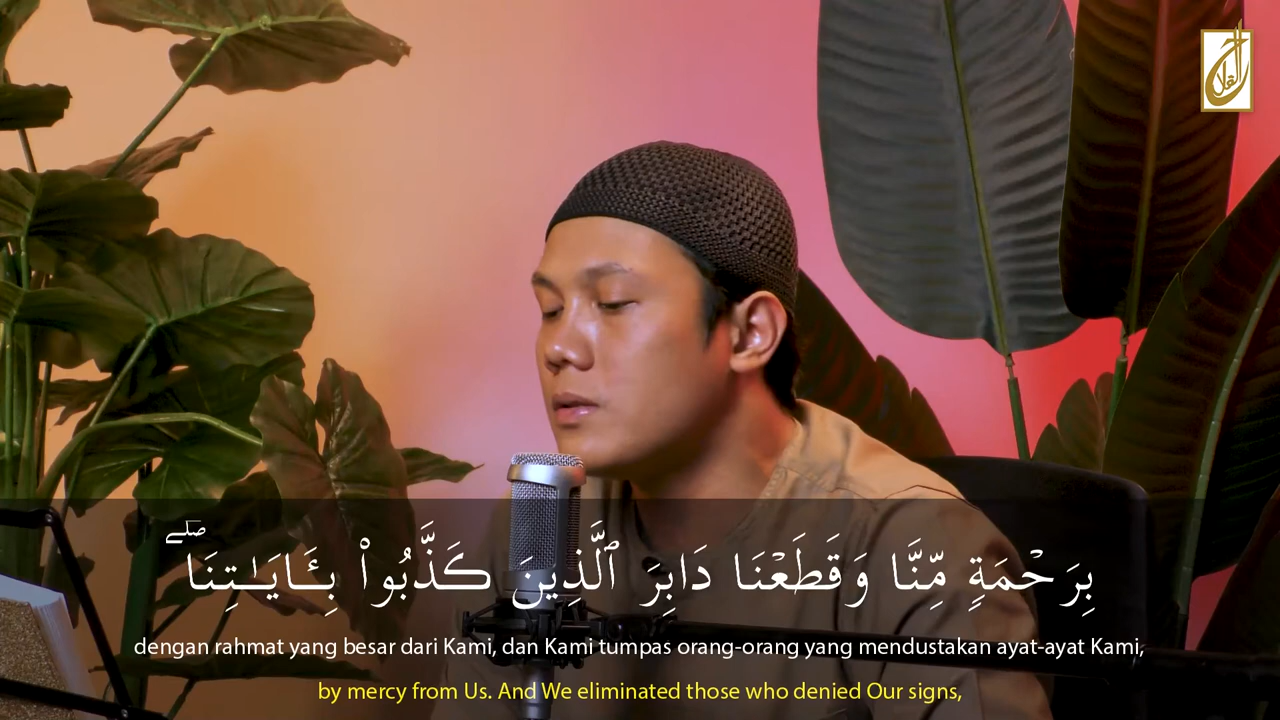 العلا
بِرَحْمَةٍ مِّنَّا وَقَطَعْنَا دَابِرَ ٱلَّذِينَ كَذَّبُوا۟ بِـَٔايَـٰتِنَا ۖ
dengan rahmat yang besar dari Kami, dan Kami tumpas orang-orang yang mendustakan ayat-ayat Kami,
by mercy from Us. And We eliminated those who denied Our signs,